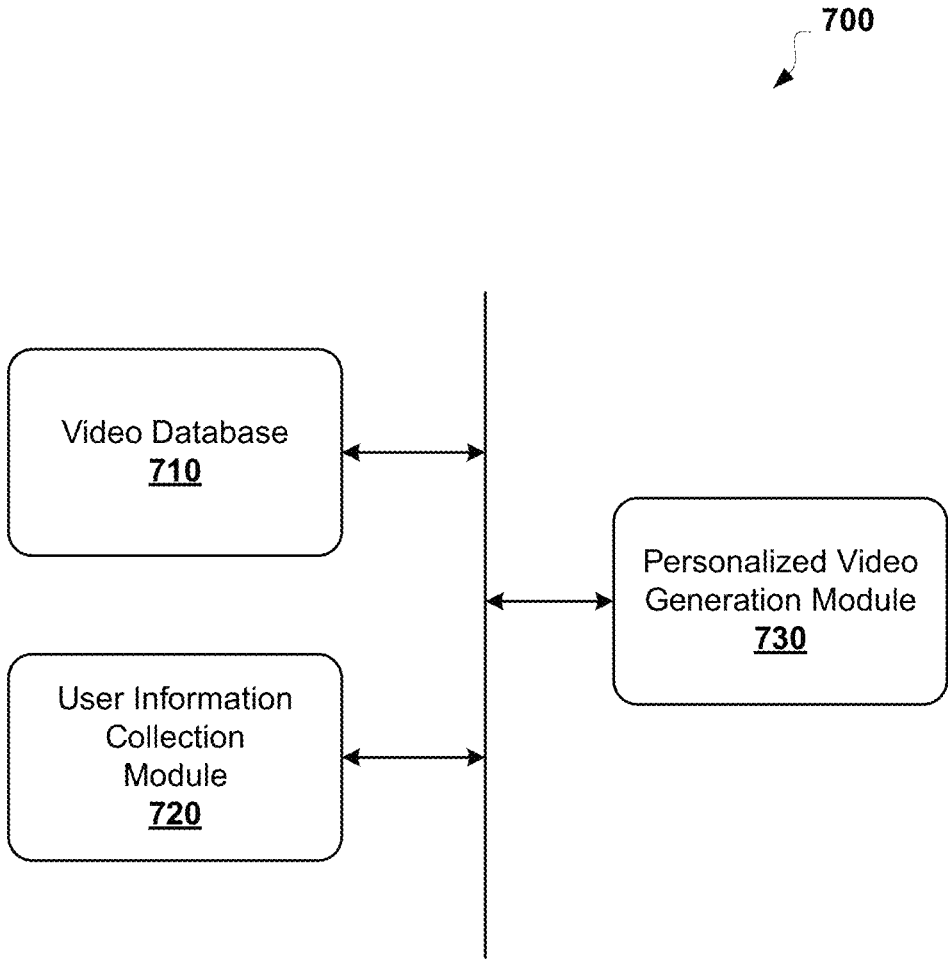 700
Video Database
710
Personalized Video
Generation Module
730
User Information
Collection
Module
720